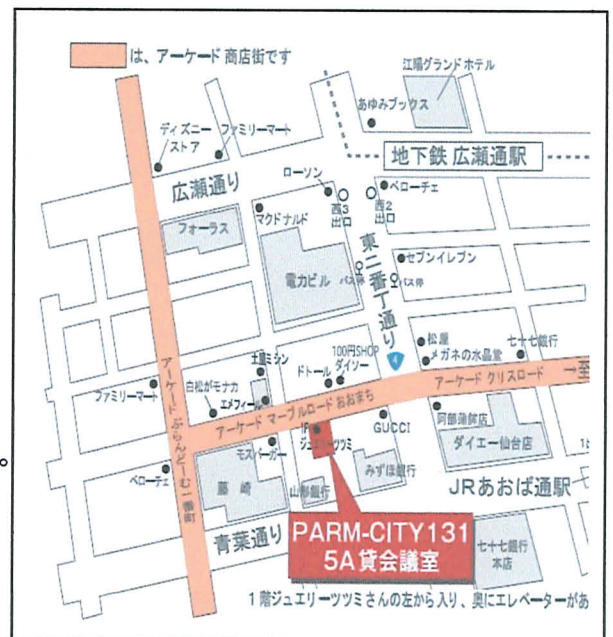 は、アーケード商店街です
江陽グランドホテル
あゆみブックス
ディズニー
ストア
ファミリーマート
地下鉄 広瀬通駅
広瀬通り
ローソン
西3
出口
西2
出口
ベローチェ
マクドナルド
フォーラス
電力ビル
東二番丁通り
セブンイレブン
バス停
バス停
4
100円SHOP
ダイソー
松屋
メガネの水晶堂
七十七銀行
ドトール
白松がモナカ
エメフィール
ファミリーマート
アーケード クリスロード
→至
アーケード マーブルロード おおまち
アーケード ぶらんどーむ一番町
1F
ジュエリーツツミ
GUCCI
阿部蒲鉾店
ダイエー仙台店
モスバーガー
ベローチェ
藤崎
山形銀行
みずほ銀行
JRあおば通駅
青葉通り
PARM-CITY131
5A貸会議室
七十七銀行
本店
1階ジュエリーツツミさんの左から入り、奥にエレベーターがあ